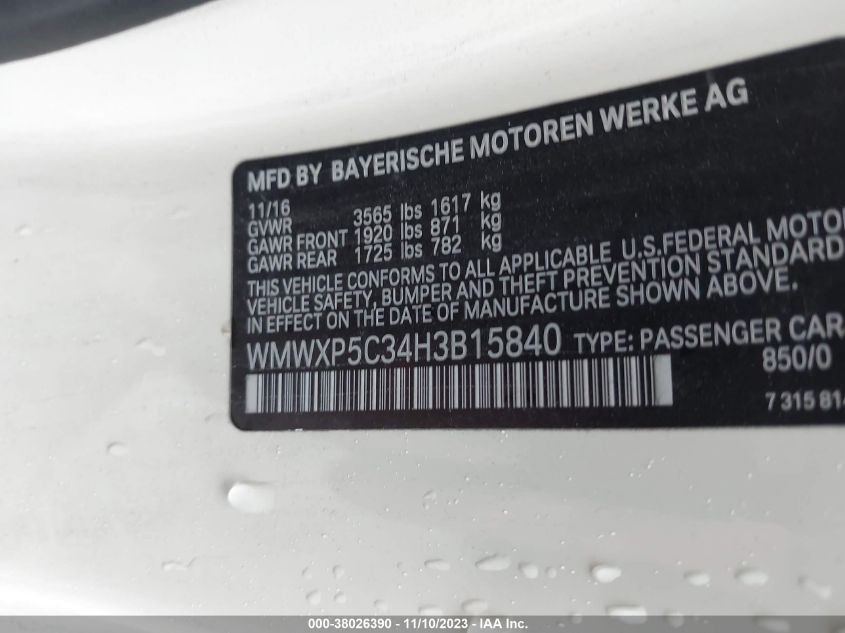 MFD BY BAYERISCHE MOTOREN WERKE AG
11/16
GVWR 3565 lbs 1617 kg
GAWR FRONT 1920 lbs 871 kg
GAWR REAR 1725 lbs 782 kg
THIS VEHICLE CONFORMS TO ALL APPLICABLE U.S.FEDERAL MOTO
VEHICLE SAFETY, BUMPER AND THEFT PREVENTION STANDARD
IN EFFECT ON THE DATE OF MANUFACTURE SHOWN ABOVE.
WMWXP5C34H3B15840 TYPE: PASSENGER CAR
850/0
7 315 814
000-38026390 - 11/10/2023 - IAA Inc.